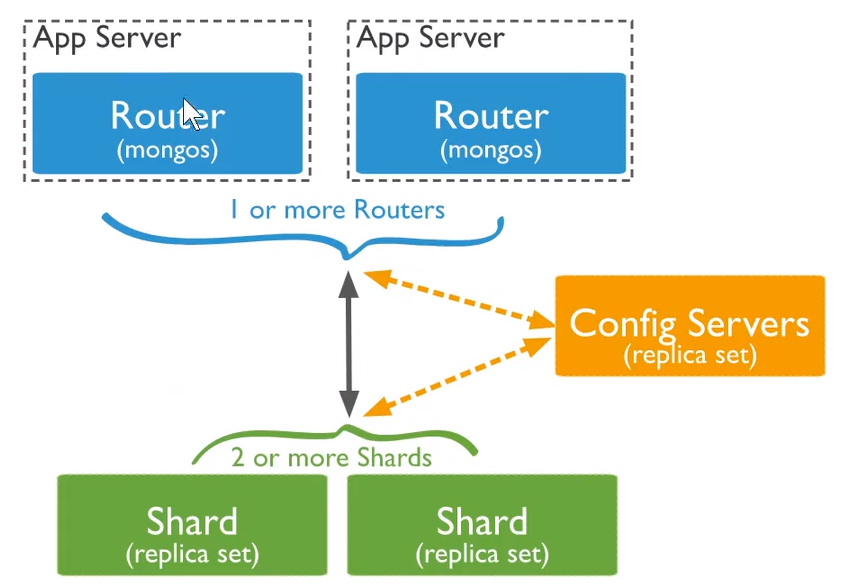 App Server
Router
(mongos)
App Server
Router
(mongos)
1 or more Routers
Config Servers
(replica set)
2 or more Shards
Shard
(replica set)
Shard
(replica set)